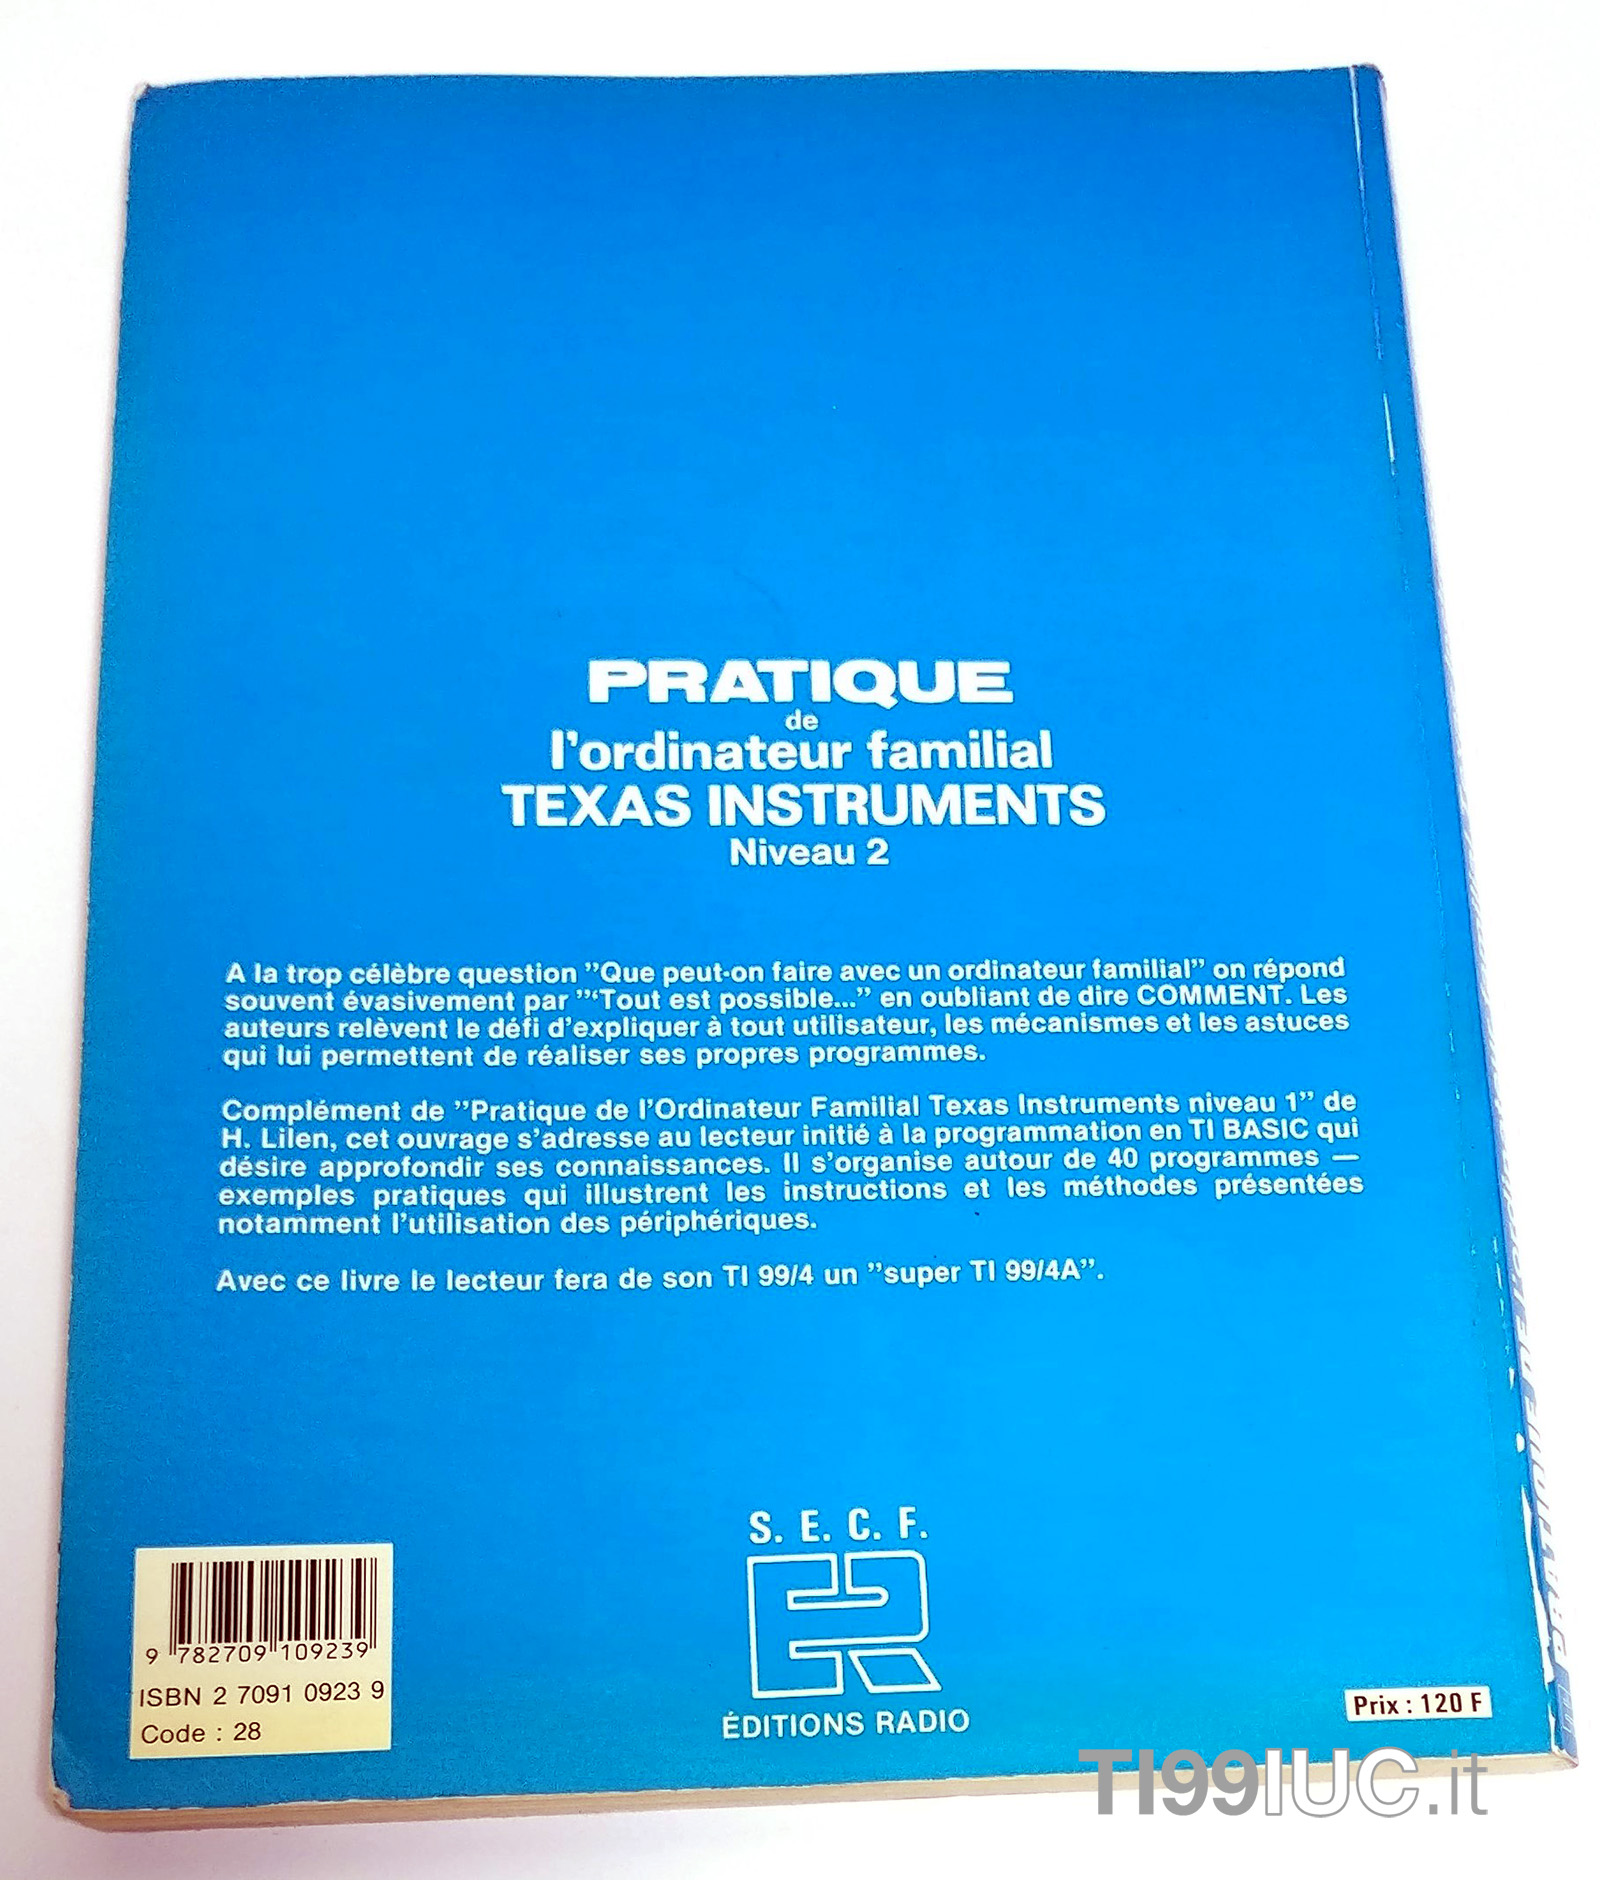 PRATIQUE
de
l'ordinateur familial
TEXAS INSTRUMENTS
Niveau 2
A la trop célèbre question ”Que peut-on faire avec un ordinateur familial” on répond
souvent évasivement par ”‘Tout est possible...” en oubliant de dire COMMENT. Les
auteurs relèvent le défi d'expliquer à tout utilisateur, les mécanismes et les astuces
qui lui permettent de réaliser ses propres programmes.
Complément de ”Pratique de l'Ordinateur Familial Texas Instruments niveau 1” de
H. Lilen, cet ouvrage s'adresse au lecteur initié à la programmation en TI BASIC qui
désire approfondir ses connaissances. Il s'organise autour de 40 programmes —
exemples pratiques qui illustrent les instructions et les méthodes présentées
notamment l'utilisation des périphériques.
Avec ce livre le lecteur fera de son TI 99/4 un ”super TI 99/4A”.
S. E. C. F.
ÉDITIONS RADIO
9 782709 109239
ISBN 2 7091 0923 9
Code : 28
Prix : 120 F
PRATIQUE
TI99IUC.it